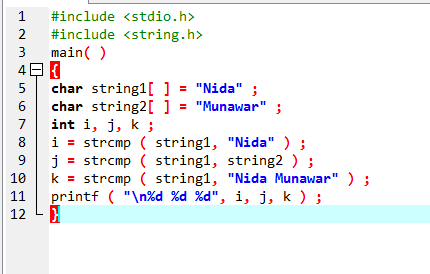 1 #include <stdio.h>
2 #include <string.h>
3 main( )
4 {
5 char string1[ ] = "Nida" ;
6 char string2[ ] = "Munawar" ;
7 int i, j, k ;
8 i = strcmp ( string1, "Nida" ) ;
9 j = strcmp ( string1, string2 ) ;
10 k = strcmp ( string1, "Nida Munawar" ) ;
11 printf ( "\n%d %d %d", i, j, k ) ;
12 }